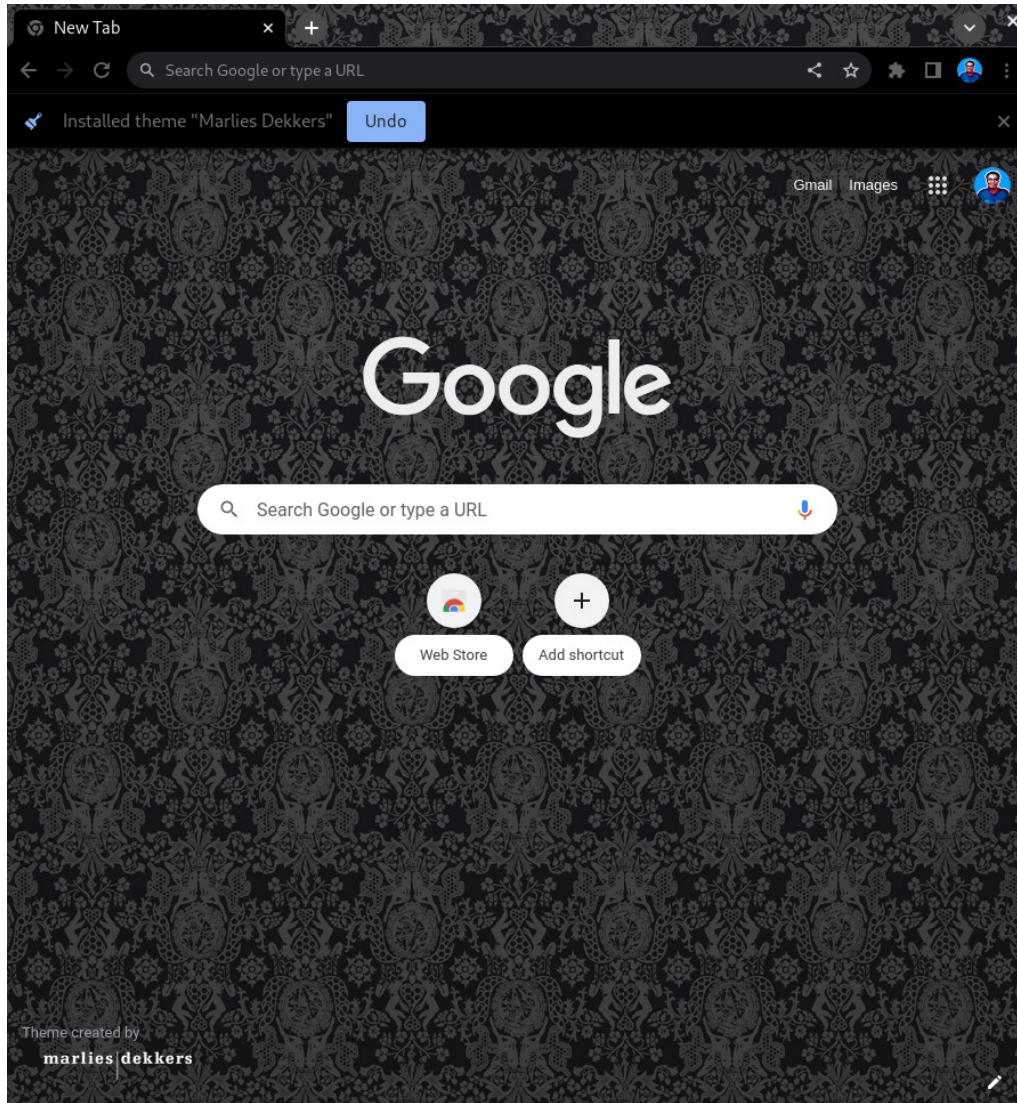 New Tab
Search Google or type a URL
Installed theme "Marlies Dekkers" Undo
Gmail Images
Google
Search Google or type a URL
Web Store Add shortcut
Theme created by
marlies dekkers